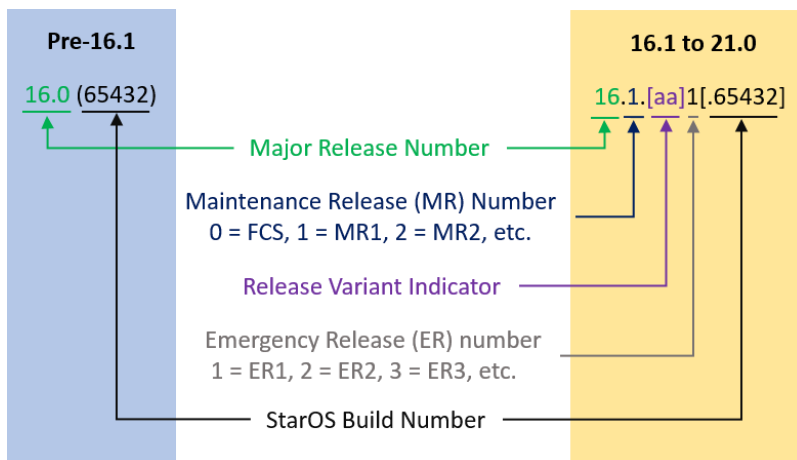 Pre-16.1
16.1 to 21.0
16.0 (65432)
16.1.[aa]1[.65432]
Major Release Number
Maintenance Release (MR) Number
0 = FCS, 1 = MR1, 2 = MR2, etc.
Release Variant Indicator
Emergency Release (ER) number
1 = ER1, 2 = ER2, 3 = ER3, etc.
StarOS Build Number